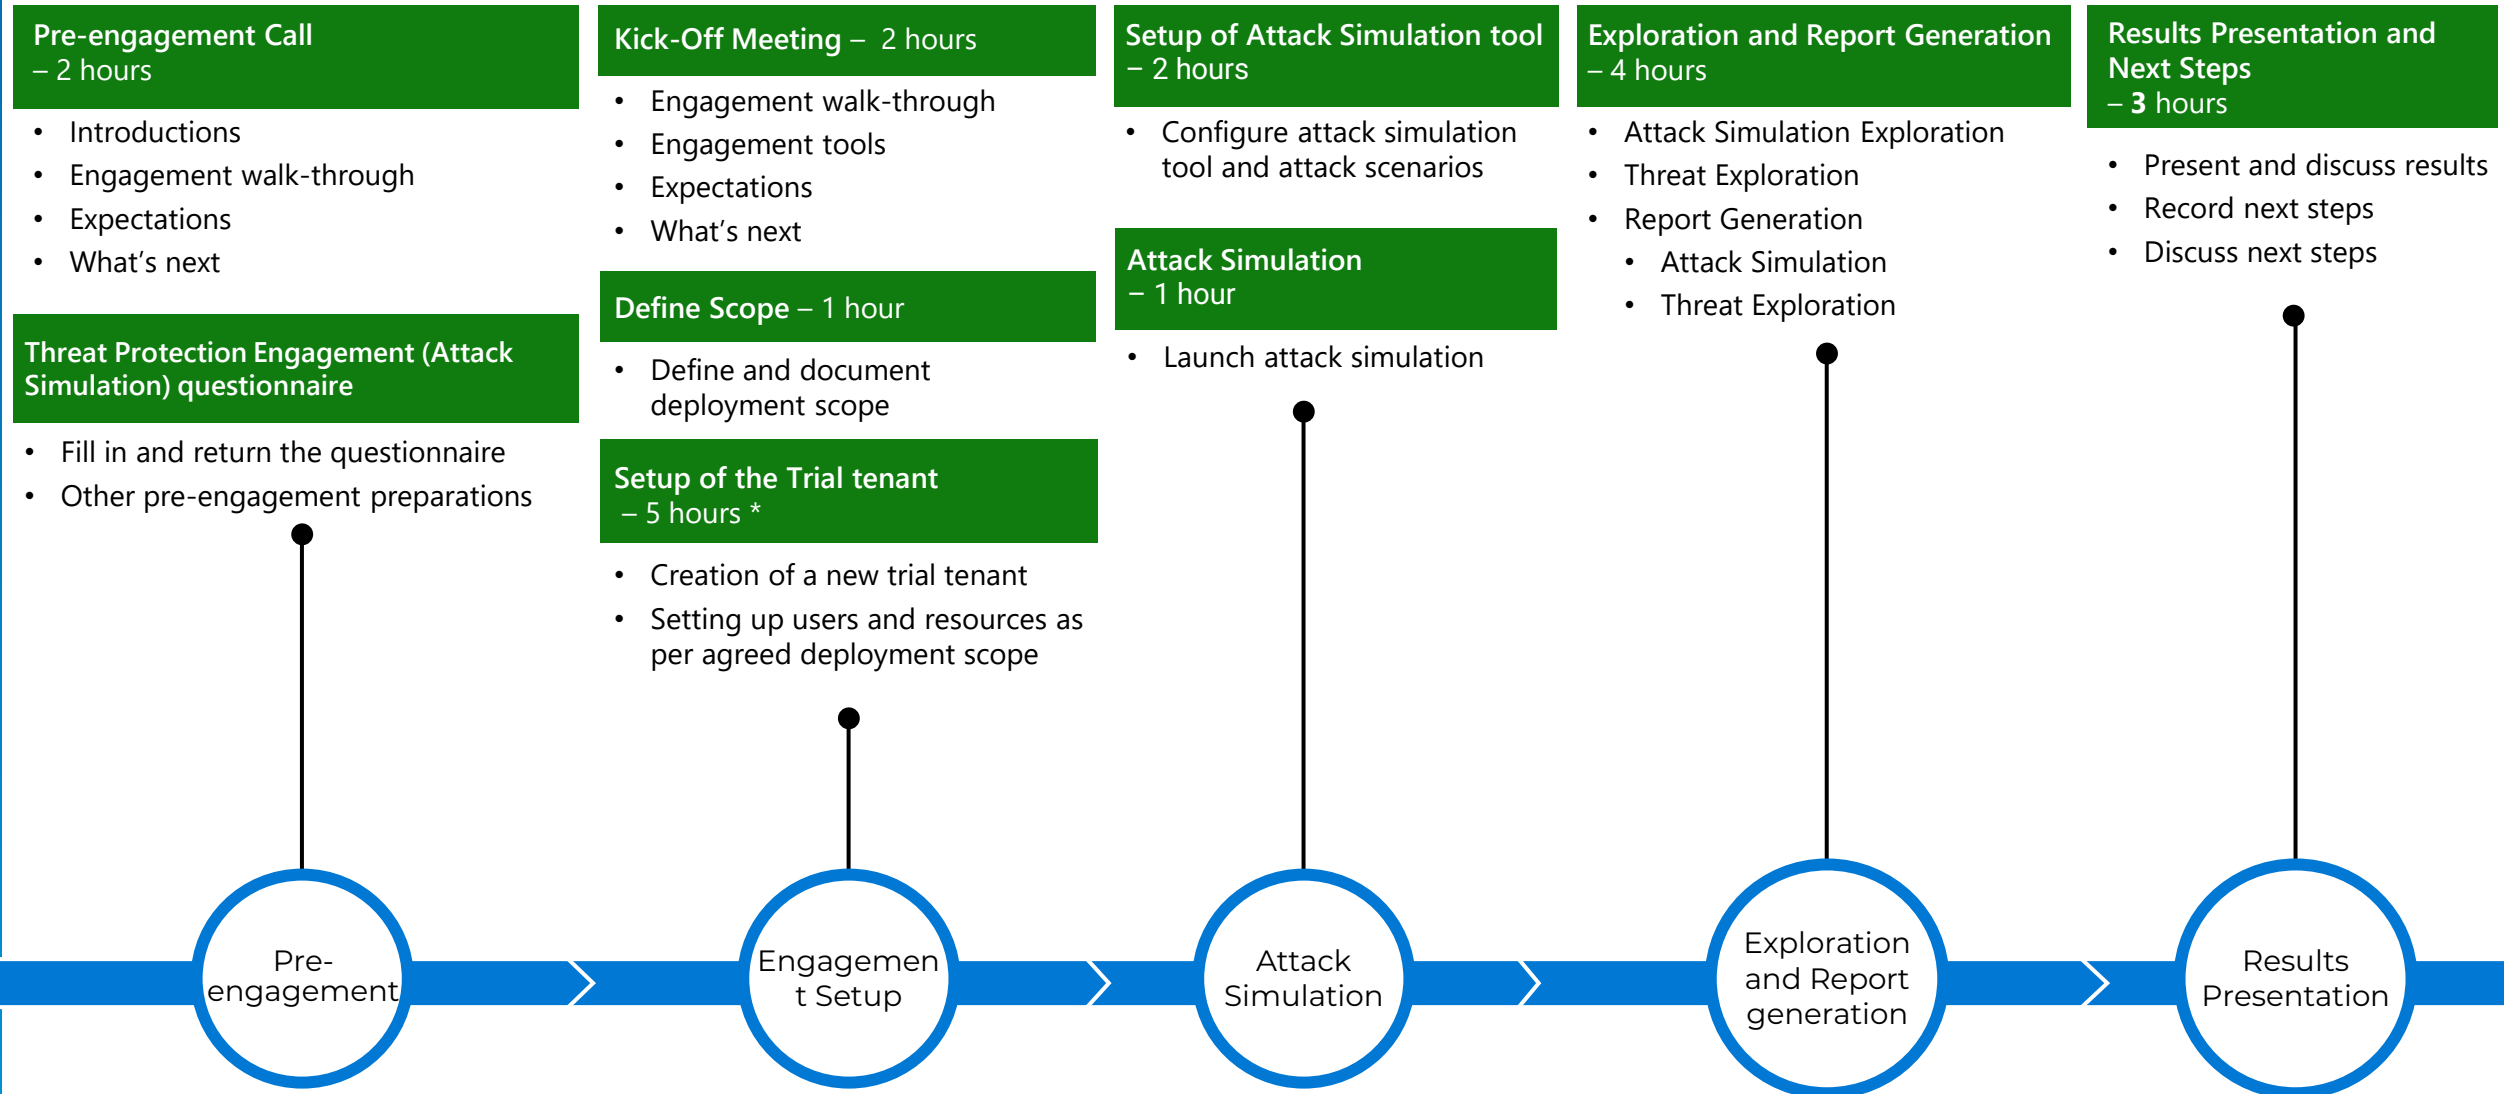 Pre-engagement Call
– 2 hours
• Introductions
• Engagement walk-through
• Expectations
• What's next
Threat Protection Engagement (Attack
Simulation) questionnaire
• Fill in and return the questionnaire
• Other pre-engagement preparations
Kick-Off Meeting – 2 hours
• Engagement walk-through
• Engagement tools
• Expectations
• What's next
Define Scope – 1 hour
• Define and document
deployment scope
Setup of the Trial tenant
– 5 hours *
• Creation of a new trial tenant
• Setting up users and resources as
per agreed deployment scope
Setup of Attack Simulation tool
– 2 hours
• Configure attack simulation
tool and attack scenarios
Attack Simulation
– 1 hour
• Launch attack simulation
Exploration and Report Generation
– 4 hours
• Attack Simulation Exploration
• Threat Exploration
• Report Generation
• Attack Simulation
• Threat Exploration
Results Presentation and
Next Steps
– 3 hours
• Present and discuss results
• Record next steps
• Discuss next steps
Pre-
engagement
Engagemen
t Setup
Attack
Simulation
Exploration
and Report
generation
Results
Presentation